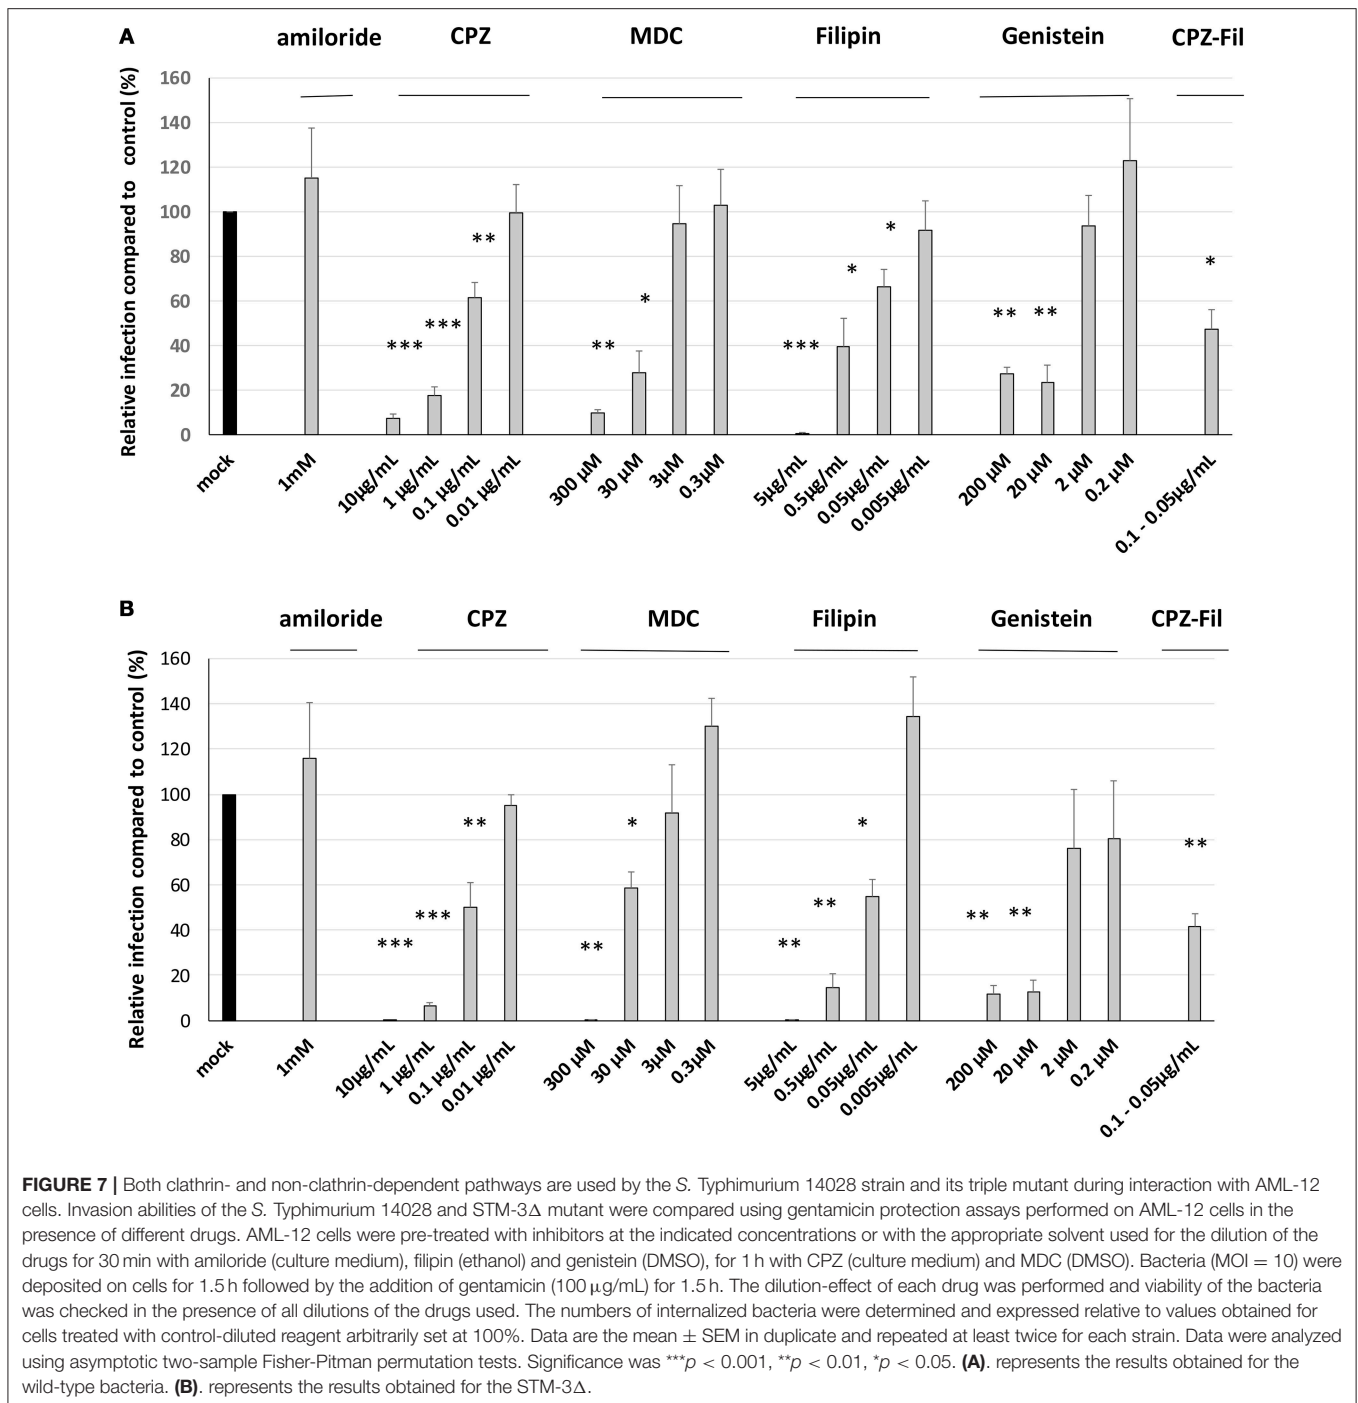 A
amiloride CPZ MDC Filipin Genistein CPZ-Fil
Relative infection compared to control (%)
160
140
120
100
80
60
40
20
0
*** *** ** ** * *** * * ** ** *
mock 1mM 10µg/mL 1 µg/mL 0.1 µg/mL 0.01 µg/mL 300 µM 30 µM 3µM 0.3µM 5µg/mL 0.5µg/mL 0.05µg/mL 0.005µg/mL 200 µM 20 µM 2 µM 0.2 µM 0.1 - 0.05µg/mL
B
amiloride CPZ MDC Filipin Genistein CPZ-Fil
Relative infection compared to control (%)
160
140
120
100
80
60
40
20
0
*** *** ** ** * ** ** * ** ** **
mock 1mM 10µg/mL 1 µg/mL 0.1 µg/mL 0.01 µg/mL 300 µM 30 µM 3µM 0.3µM 5µg/mL 0.5µg/mL 0.05µg/mL 0.005µg/mL 200 µM 20 µM 2 µM 0.2 µM 0.1 - 0.05µg/mL
FIGURE 7 | Both clathrin- and non-clathrin-dependent pathways are used by the S. Typhimurium 14028 strain and its triple mutant during interaction with AML-12
cells. Invasion abilities of the S. Typhimurium 14028 and STM-3Δ mutant were compared using gentamicin protection assays performed on AML-12 cells in the
presence of different drugs. AML-12 cells were pre-treated with inhibitors at the indicated concentrations or with the appropriate solvent used for the dilution of the
drugs for 30 min with amiloride (culture medium), filipin (ethanol) and genistein (DMSO), for 1 h with CPZ (culture medium) and MDC (DMSO). Bacteria (MOI = 10) were
deposited on cells for 1.5 h followed by the addition of gentamicin (100 µg/mL) for 1.5 h. The dilution-effect of each drug was performed and viability of the bacteria
was checked in the presence of all dilutions of the drugs used. The numbers of internalized bacteria were determined and expressed relative to values obtained for
cells treated with control-diluted reagent arbitrarily set at 100%. Data are the mean ± SEM in duplicate and repeated at least twice for each strain. Data were analyzed
using asymptotic two-sample Fisher-Pitman permutation tests. Significance was ***p < 0.001, **p < 0.01, *p < 0.05. (A). represents the results obtained for the
wild-type bacteria. (B). represents the results obtained for the STM-3Δ.